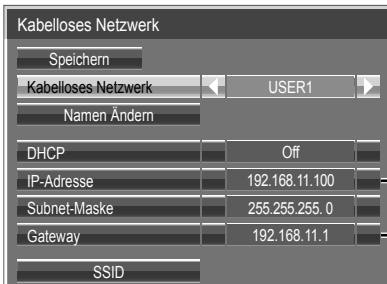 Kabelloses Netzwerk
Speichern
Kabelloses Netzwerk USER1
Namen Ändern
DHCP Off
IP-Adresse 192.168.11.100
Subnet-Maske 255.255.255. 0
Gateway 192.168.11.1
SSID